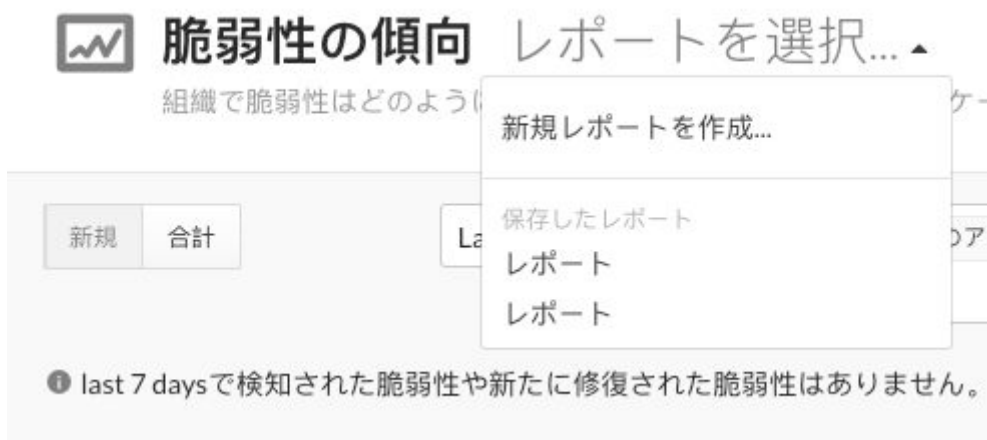 脆弱性の傾向 レポートを選択...
組織で脆弱性はどのように
新規レポートを作成...
保存したレポート
レポート
レポート
新規 合計
La
last 7 daysで検知された脆弱性や新たに修復された脆弱性はありません。